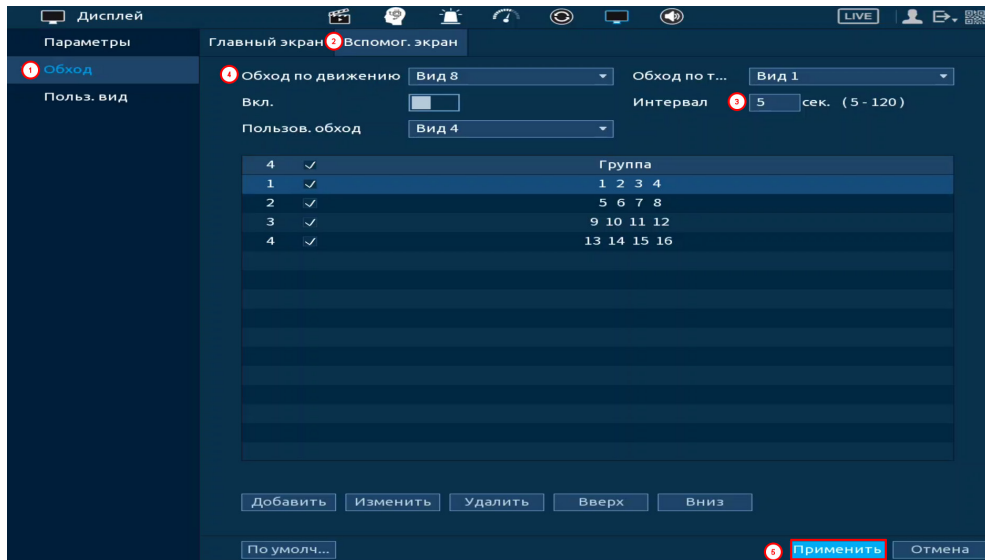 Дисплей LIVE
Параметры
Обход
Польз. вид
1
Главный экран 2 Вспомог. экран
4 Обход по движению Вид 8 Обход по т... Вид 1
Вкл. Интервал 3 5 сек. (5-120)
Пользов. обход Вид 4
4 Группа
1 1 2 3 4
2 5 6 7 8
3 9 10 11 12
4 13 14 15 16
Добавить Изменить Удалить Вверх Вниз
По умолч... 5 Применить Отмена